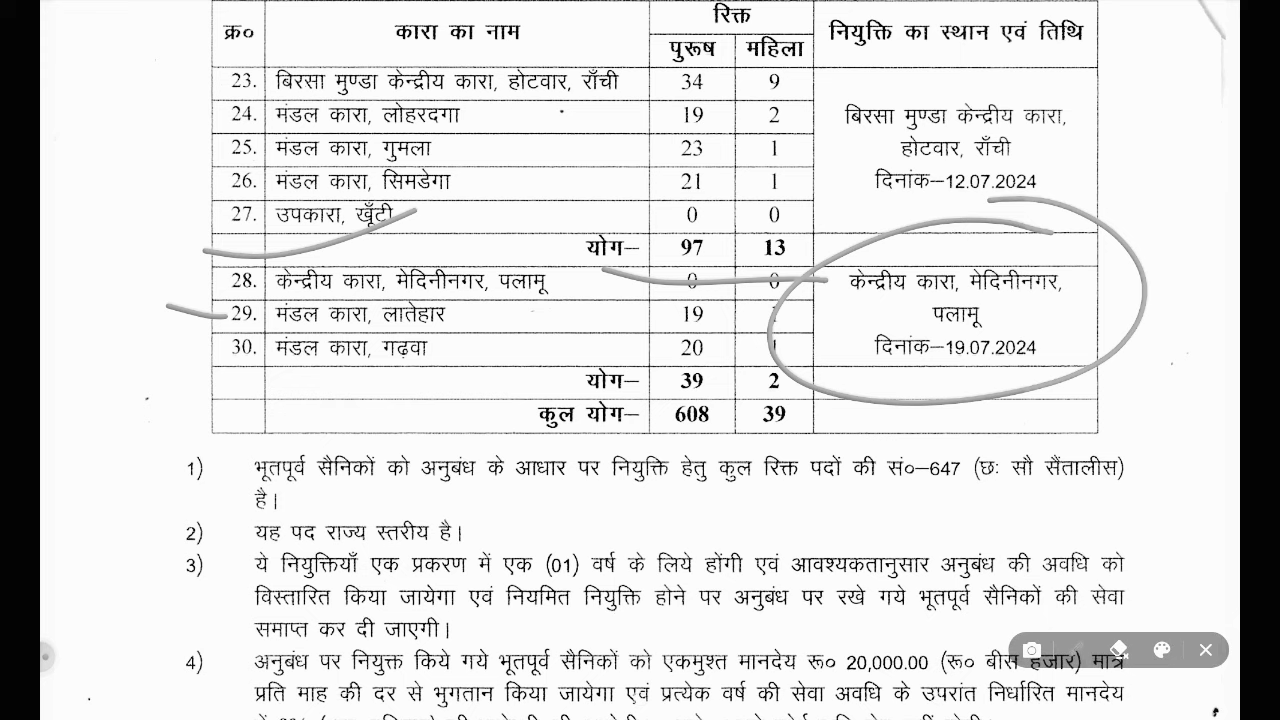 क्र० कारा का नाम रिक्त नियुक्ति का स्थान एवं तिथि
पुरूष महिला
23. बिरसा मुण्डा केन्द्रीय कारा, होटवार, राँची 34 9
24. मंडल कारा, लोहरदगा 19 2
25. मंडल कारा, गुमला 23 1
26. मंडल कारा, सिमडेगा 21 1
27. उपकारा, खूँटी 0 0
बिरसा मुण्डा केन्द्रीय कारा,
होटवार, राँची
दिनांक–12.07.2024
योग– 97 13
28. केन्द्रीय कारा, मेदिनीनगर, पलामू 0 0
29. मंडल कारा, लातेहार 19
30. मंडल कारा, गढ़वा 20 1
केन्द्रीय कारा, मेदिनीनगर,
पलामू
दिनांक–19.07.2024
योग– 39 2
कुल योग– 608 39
1) भूतपूर्व सैनिकों को अनुबंध के आधार पर नियुक्ति हेतु कुल रिक्त पदों की सं०–647 (छः सौ सैंतालीस)
है।
2) यह पद राज्य स्तरीय है।
3) ये नियुक्तियाँ एक प्रकरण में एक (01) वर्ष के लिये होंगी एवं आवश्यकतानुसार अनुबंध की अवधि को
विस्तारित किया जायेगा एवं नियमित नियुक्ति होने पर अनुबंध पर रखे गये भूतपूर्व सैनिकों की सेवा
समाप्त कर दी जाएगी।
4) अनुबंध पर नियुक्त किये गये भूतपूर्व सैनिकों को एकमुश्त मानदेय रू० 20,000.00 (रू० बीस हजार) मात्र
प्रति माह की दर से भुगतान किया जायेगा एवं प्रत्येक वर्ष की सेवा अवधि के उपरांत निर्धारित मानदेय